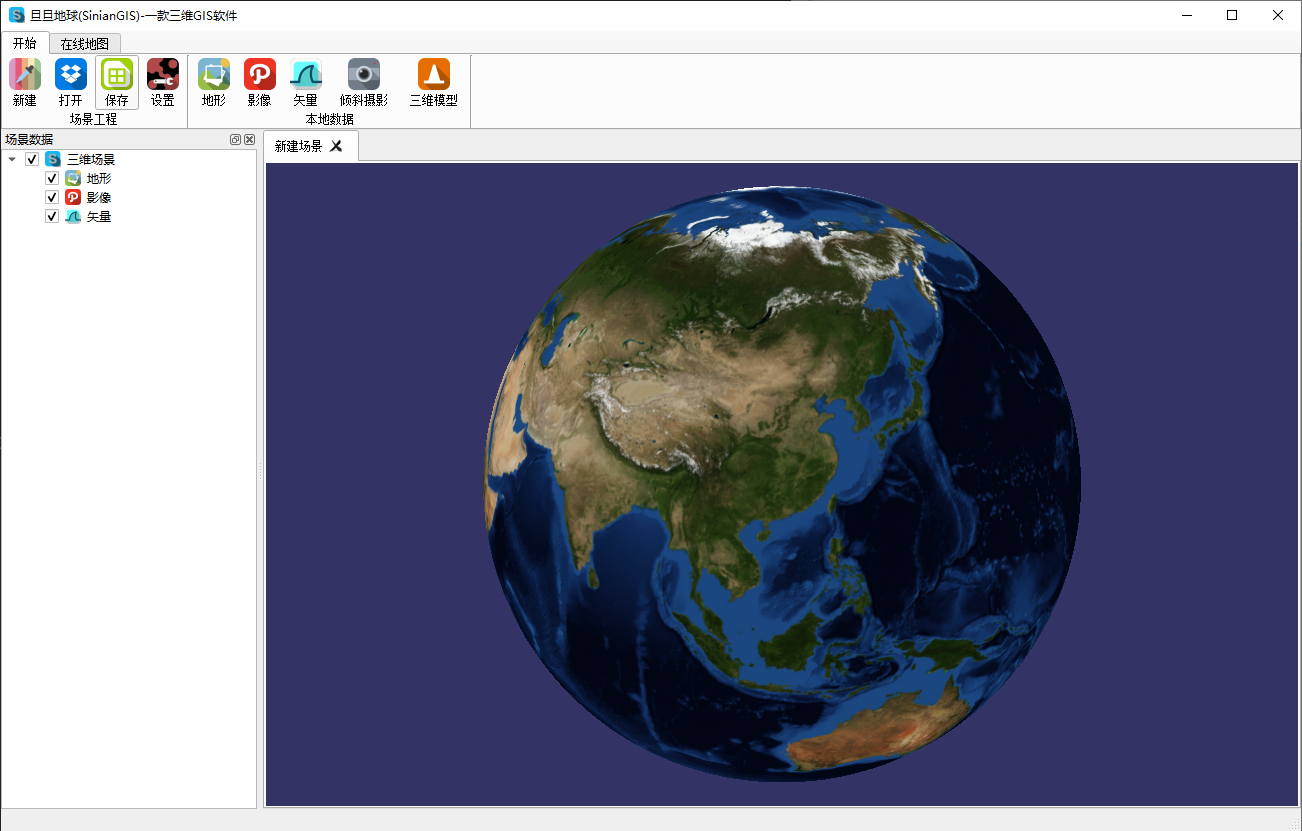 旦旦地球(SinianGIS)-一款三维GIS软件
开始 在线地图
新建 打开 保存 设置 地形 影像 矢量 倾斜摄影 三维模型
场景工程 本地数据
场景数据
新建场景
三维场景
地形
影像
矢量